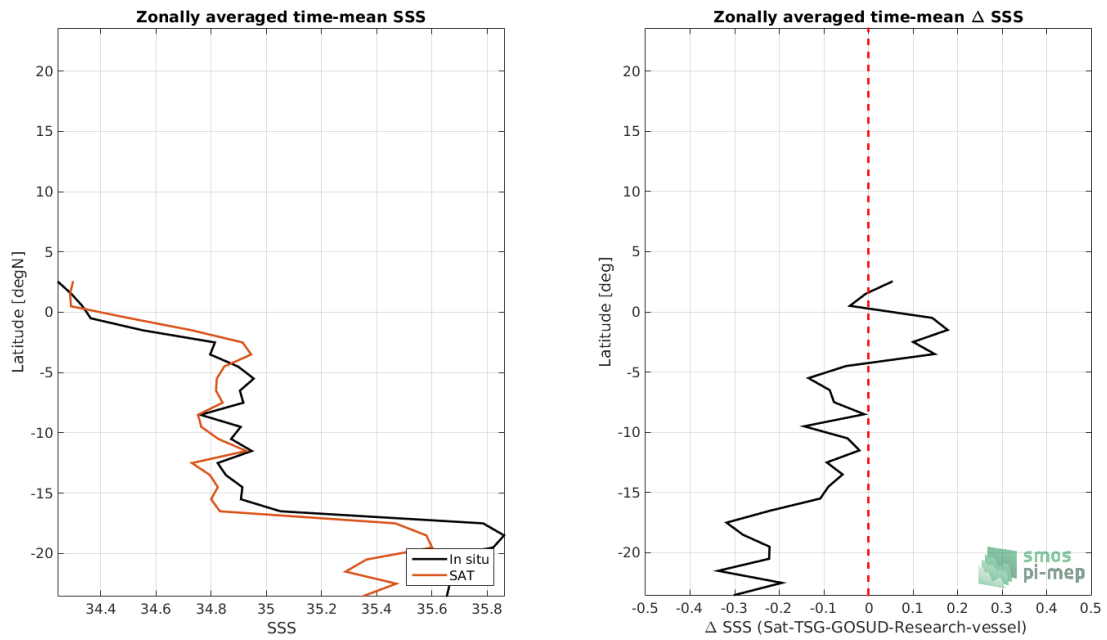 Zonally averaged time-mean SSS
20
15
10
5
0
-5
-10
-15
-20
Latitude [degN]
34.4 34.6 34.8 35 35.2 35.4 35.6 35.8
SSS
In situ
SAT
Zonally averaged time-mean Δ SSS
20
15
10
5
0
-5
-10
-15
-20
Latitude [deg]
-0.5 -0.4 -0.3 -0.2 -0.1 0 0.1 0.2 0.3 0.4 0.5
Δ SSS (Sat-TSG-GOSUD-Research-vessel)
smos
pi-mep